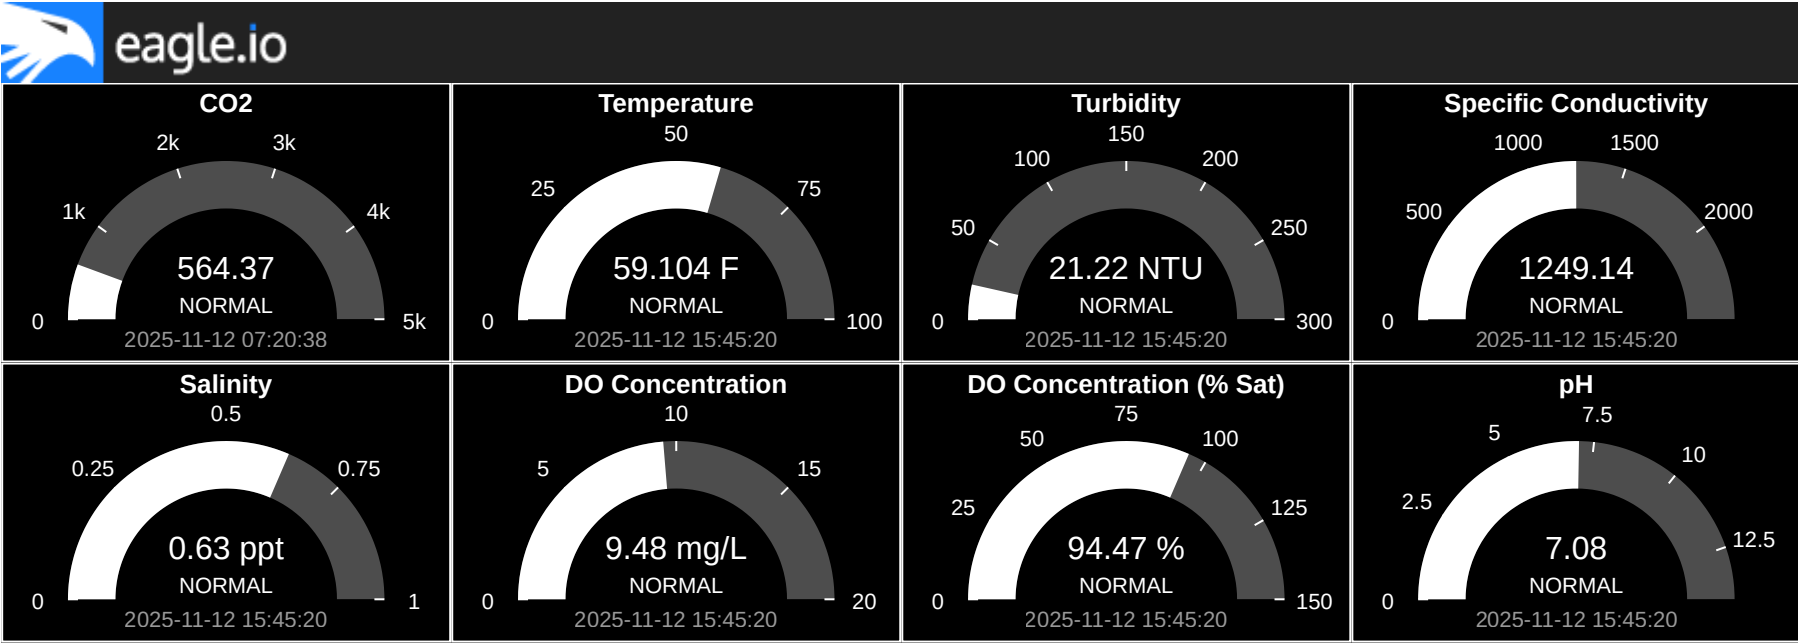 eagle.io
CO2
2k
3k
1k
4k
564.37
NORMAL
0
5k
2025-11-12 07:20:38
Temperature
50
25
75
59.104 F
NORMAL
0
100
2025-11-12 15:45:20
Turbidity
150
100
200
50
250
21.22 NTU
NORMAL
0
300
2025-11-12 15:45:20
Specific Conductivity
1000
1500
500
2000
1249.14
NORMAL
0
2025-11-12 15:45:20
Salinity
0.5
0.25
0.75
0.63 ppt
NORMAL
0
1
2025-11-12 15:45:20
DO Concentration
10
5
15
9.48 mg/L
NORMAL
0
20
2025-11-12 15:45:20
DO Concentration (% Sat)
75
50
100
25
125
94.47 %
NORMAL
0
150
2025-11-12 15:45:20
pH
7.5
5
10
2.5
12.5
7.08
NORMAL
0
2025-11-12 15:45:20